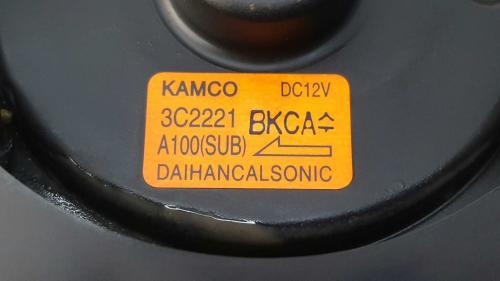 KAMCO DC12V
3C2221 BKCA
A100(SUB)
DAIHANCALSONIC